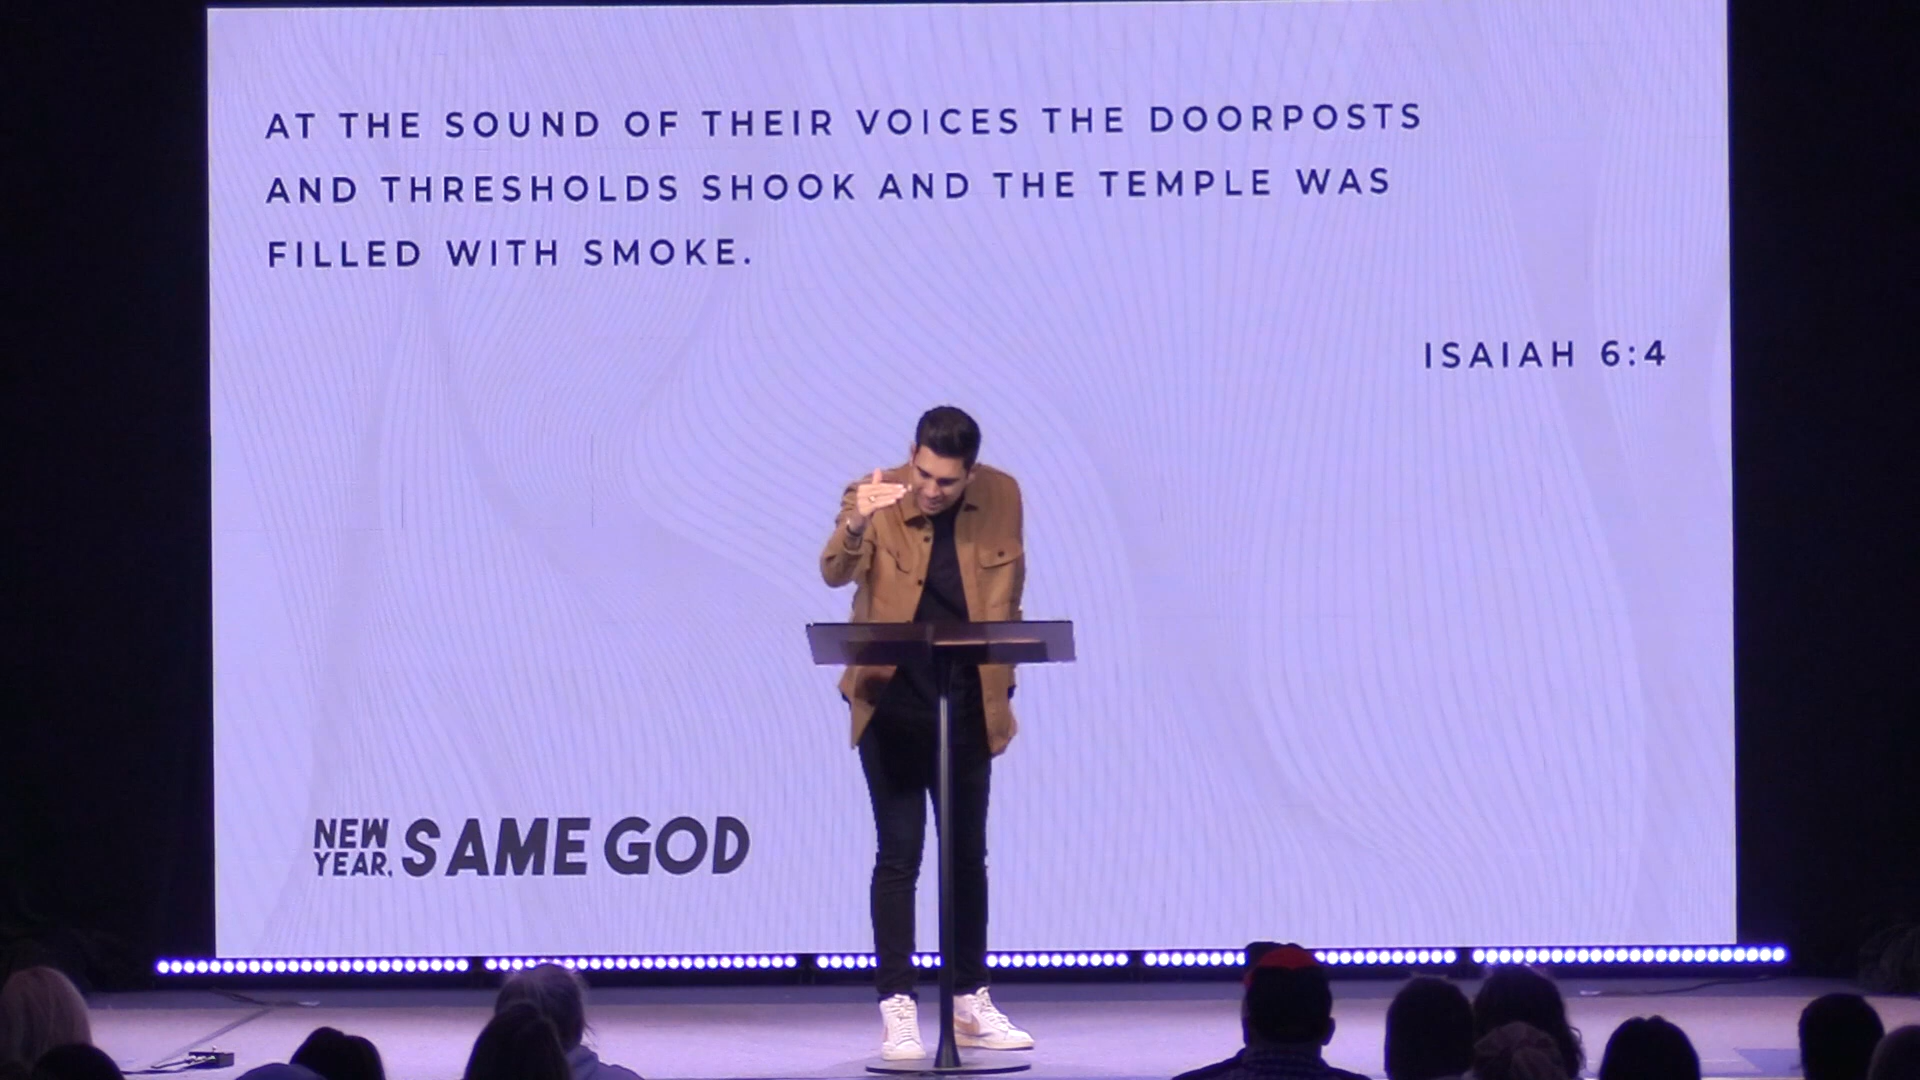 AT THE SOUND OF THEIR VOICES THE DOORPOSTS
AND THRESHOLDS SHOOK AND THE TEMPLE WAS
FILLED WITH SMOKE.
ISAIAH 6:4
NEW
YEAR,
SAME GOD